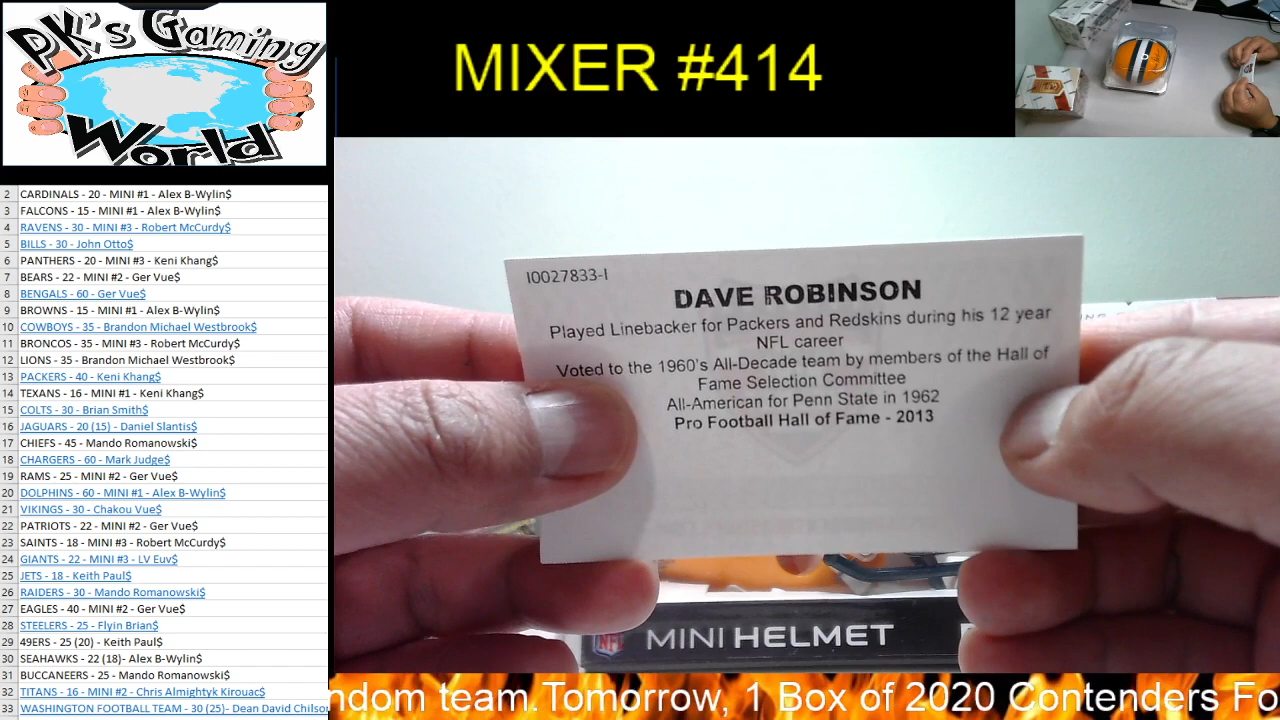 PK's Gaming
World
MIXER #414
2 CARDINALS - 20 - MINI #1 - Alex B-Wylin$
3 FALCONS - 15 - MINI #1 - Alex B-Wylin$
4 RAVENS - 30 - MINI #3 - Robert McCurdy$
5 BILLS - 30 - John Otto$
6 PANTHERS - 20 - MINI #3 - Keni Khang$
7 BEARS - 22 - MINI #2 - Ger Vue$
8 BENGALS - 60 - Ger Vue$
9 BROWNS - 15 - MINI #1 - Alex B-Wylin$
10 COWBOYS - 35 - Brandon Michael Westbrook$
11 BRONCOS - 35 - MINI #3 - Robert McCurdy$
12 LIONS - 35 - Brandon Michael Westbrook$
13 PACKERS - 40 - Keni Khang$
14 TEXANS - 16 - MINI #1 - Keni Khang$
15 COLTS - 30 - Brian Smith$
16 JAGUARS - 20 (15) - Daniel Slantis$
17 CHIEFS - 45 - Mando Romanowski$
18 CHARGERS - 60 - Mark Judge$
19 RAMS - 25 - MINI #2 - Ger Vue$
20 DOLPHINS - 60 - MINI #1 - Alex B-Wylin$
21 VIKINGS - 30 - Chakou Vue$
22 PATRIOTS - 22 - MINI #2 - Ger Vue$
23 SAINTS - 18 - MINI #3 - Robert McCurdy$
24 GIANTS - 22 - MINI #3 - LV Euv$
25 JETS - 18 - Keith Paul$
26 RAIDERS - 30 - Mando Romanowski$
27 EAGLES - 40 - MINI #2 - Ger Vue$
28 STEELERS - 25 - Flyin Brian$
29 49ERS - 25 (20) - Keith Paul$
30 SEAHAWKS - 22 (18)- Alex B-Wylin$
31 BUCCANEERS - 25 - Mando Romanowski$
32 TITANS - 16 - MINI #2 - Chris Almightyk Kirouac$
33 WASHINGTON FOOTBALL TEAM - 30 (25)- Dean David Chilso
I0027833-I
DAVE ROBINSON
Played Linebacker for Packers and Redskins during his 12 year
NFL career
Voted to the 1960's All-Decade team by members of the Hall of
Fame Selection Committee
All-American for Penn State in 1962
Pro Football Hall of Fame - 2013
NFL MINI HELMET
ndom team. Tomorrow, 1 Box of 2020 Contenders Fo